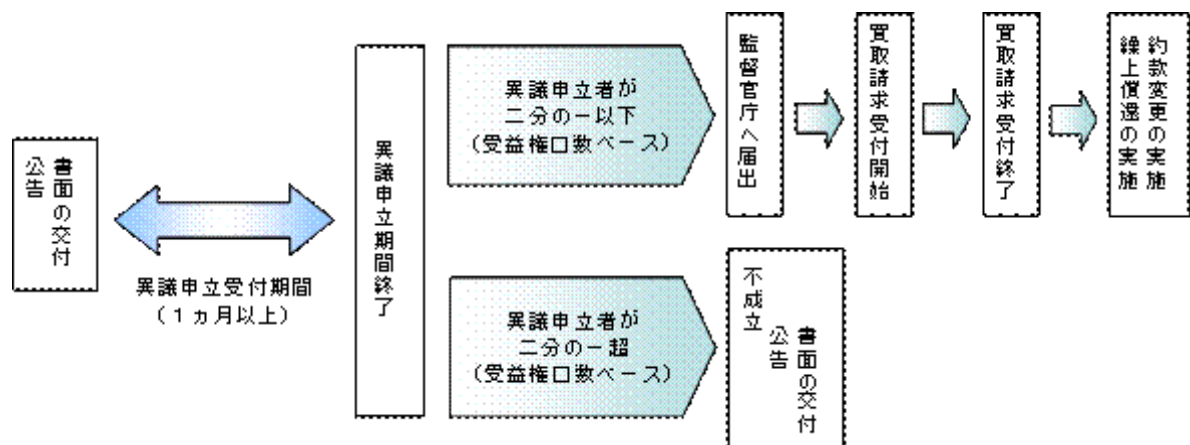 書面の交付
公告
異議申立受付期間
（１ヵ月以上）
異議申立期間終了
異議申立者が
二分の一以下
（受益権口数ベース）
監督官庁へ届出
買取請求受付開始
買取請求受付終了
約款変更の実施
繰上償還の実施
異議申立者が
二分の一超
（受益権口数ベース）
不成立
書面の交付
公告